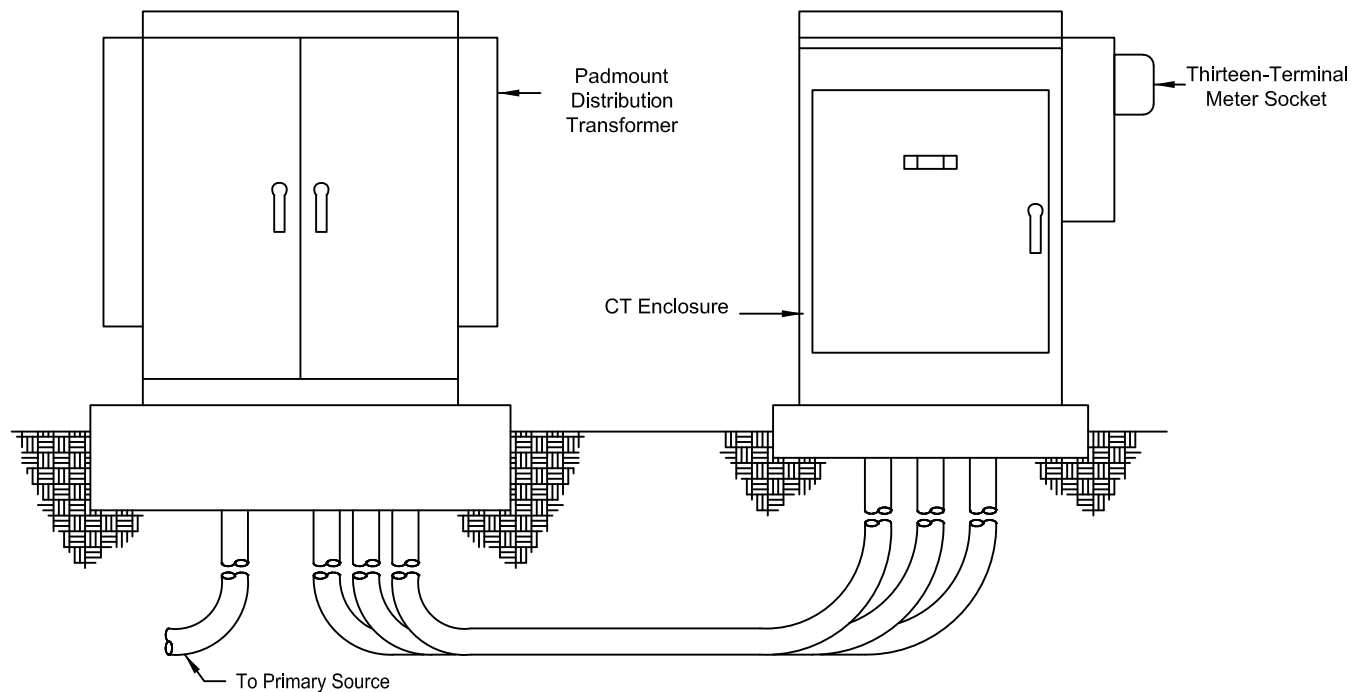 Padmount
Distribution
Transformer
Thirteen-Terminal
Meter Socket
CT Enclosure
To Primary Source